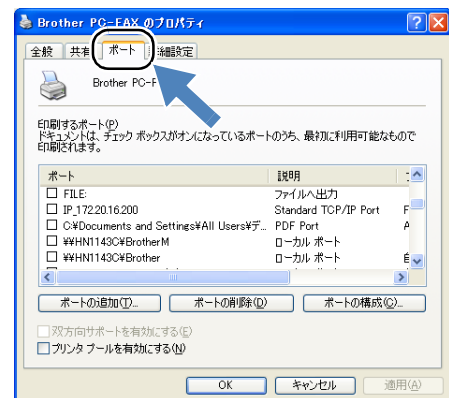 Brother PC-FAX のプロパティ
全般 共有 ポート 詳細設定
Brother PC-F
印刷するポート(P)
ドキュメントは、チェック ボックスがオンになっているポートのうち、最初に利用可能なもので
印刷されます。
ポート 説明
FILE: ファイルへ出力
IP_172.20.16.200 Standard TCP/IP Port F
C:¥Documents and Settings¥All Users¥デ... PDF Port A
¥¥HN1143C¥BrotherM ローカル ポート
¥¥HN1143C¥Brother ローカル ポート
ポートの追加(T)... ポートの削除(D) ポートの構成(C)...
双方向サポートを有効にする(E)
プリンタ プールを有効にする(N)
OK キャンセル 適用(A)